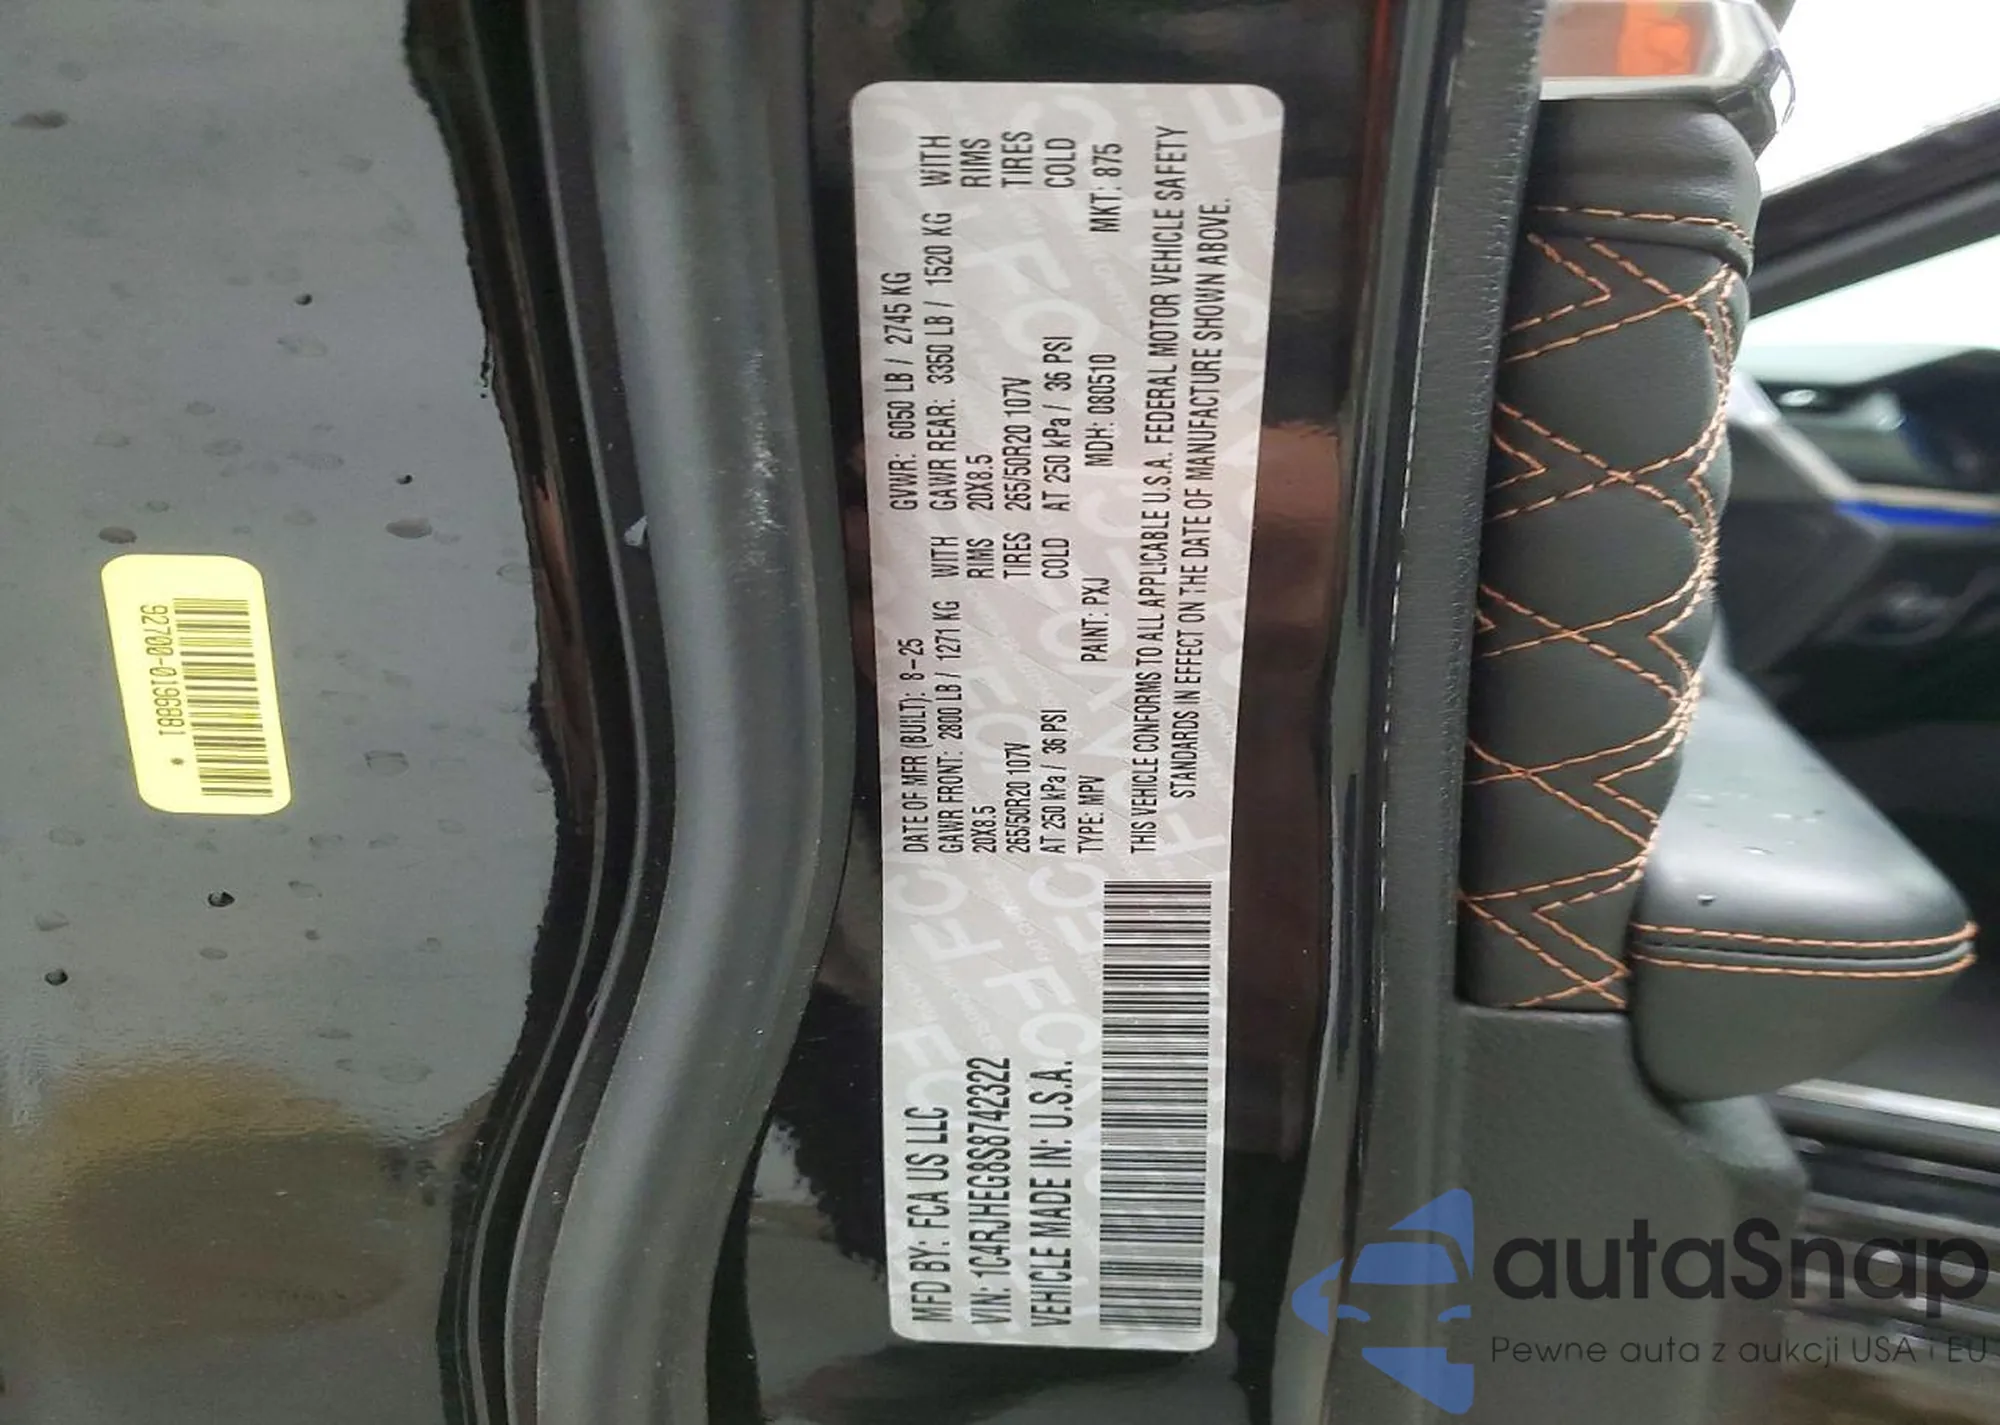 MFD BY: FCA US LLC
VIN: 1C4RJHEG8S8742322
VEHICLE MADE IN: U.S.A.
DATE OF MFR (BUILT): 8-25 GVWR: 6050 LB / 2745 KG
GAWR FRONT: 2800 LB / 1271 KG WITH GAWR REAR: 3350 LB / 1520 KG WITH
20X8.5 RIMS 20X8.5 RIMS
265/50R20 107V TIRES 265/50R20 107V TIRES
AT 250 kPa / 36 PSI COLD AT 250 kPa / 36 PSI COLD
TYPE: MPV PAINT: PXJ MDH: 080510 MKT: 875
THIS VEHICLE CONFORMS TO ALL APPLICABLE U.S.A. FEDERAL MOTOR VEHICLE SAFETY
STANDARDS IN EFFECT ON THE DATE OF MANUFACTURE SHOWN ABOVE.
92700-0196881 *
autaSnap
Pewne auta z aukcji USA i EU